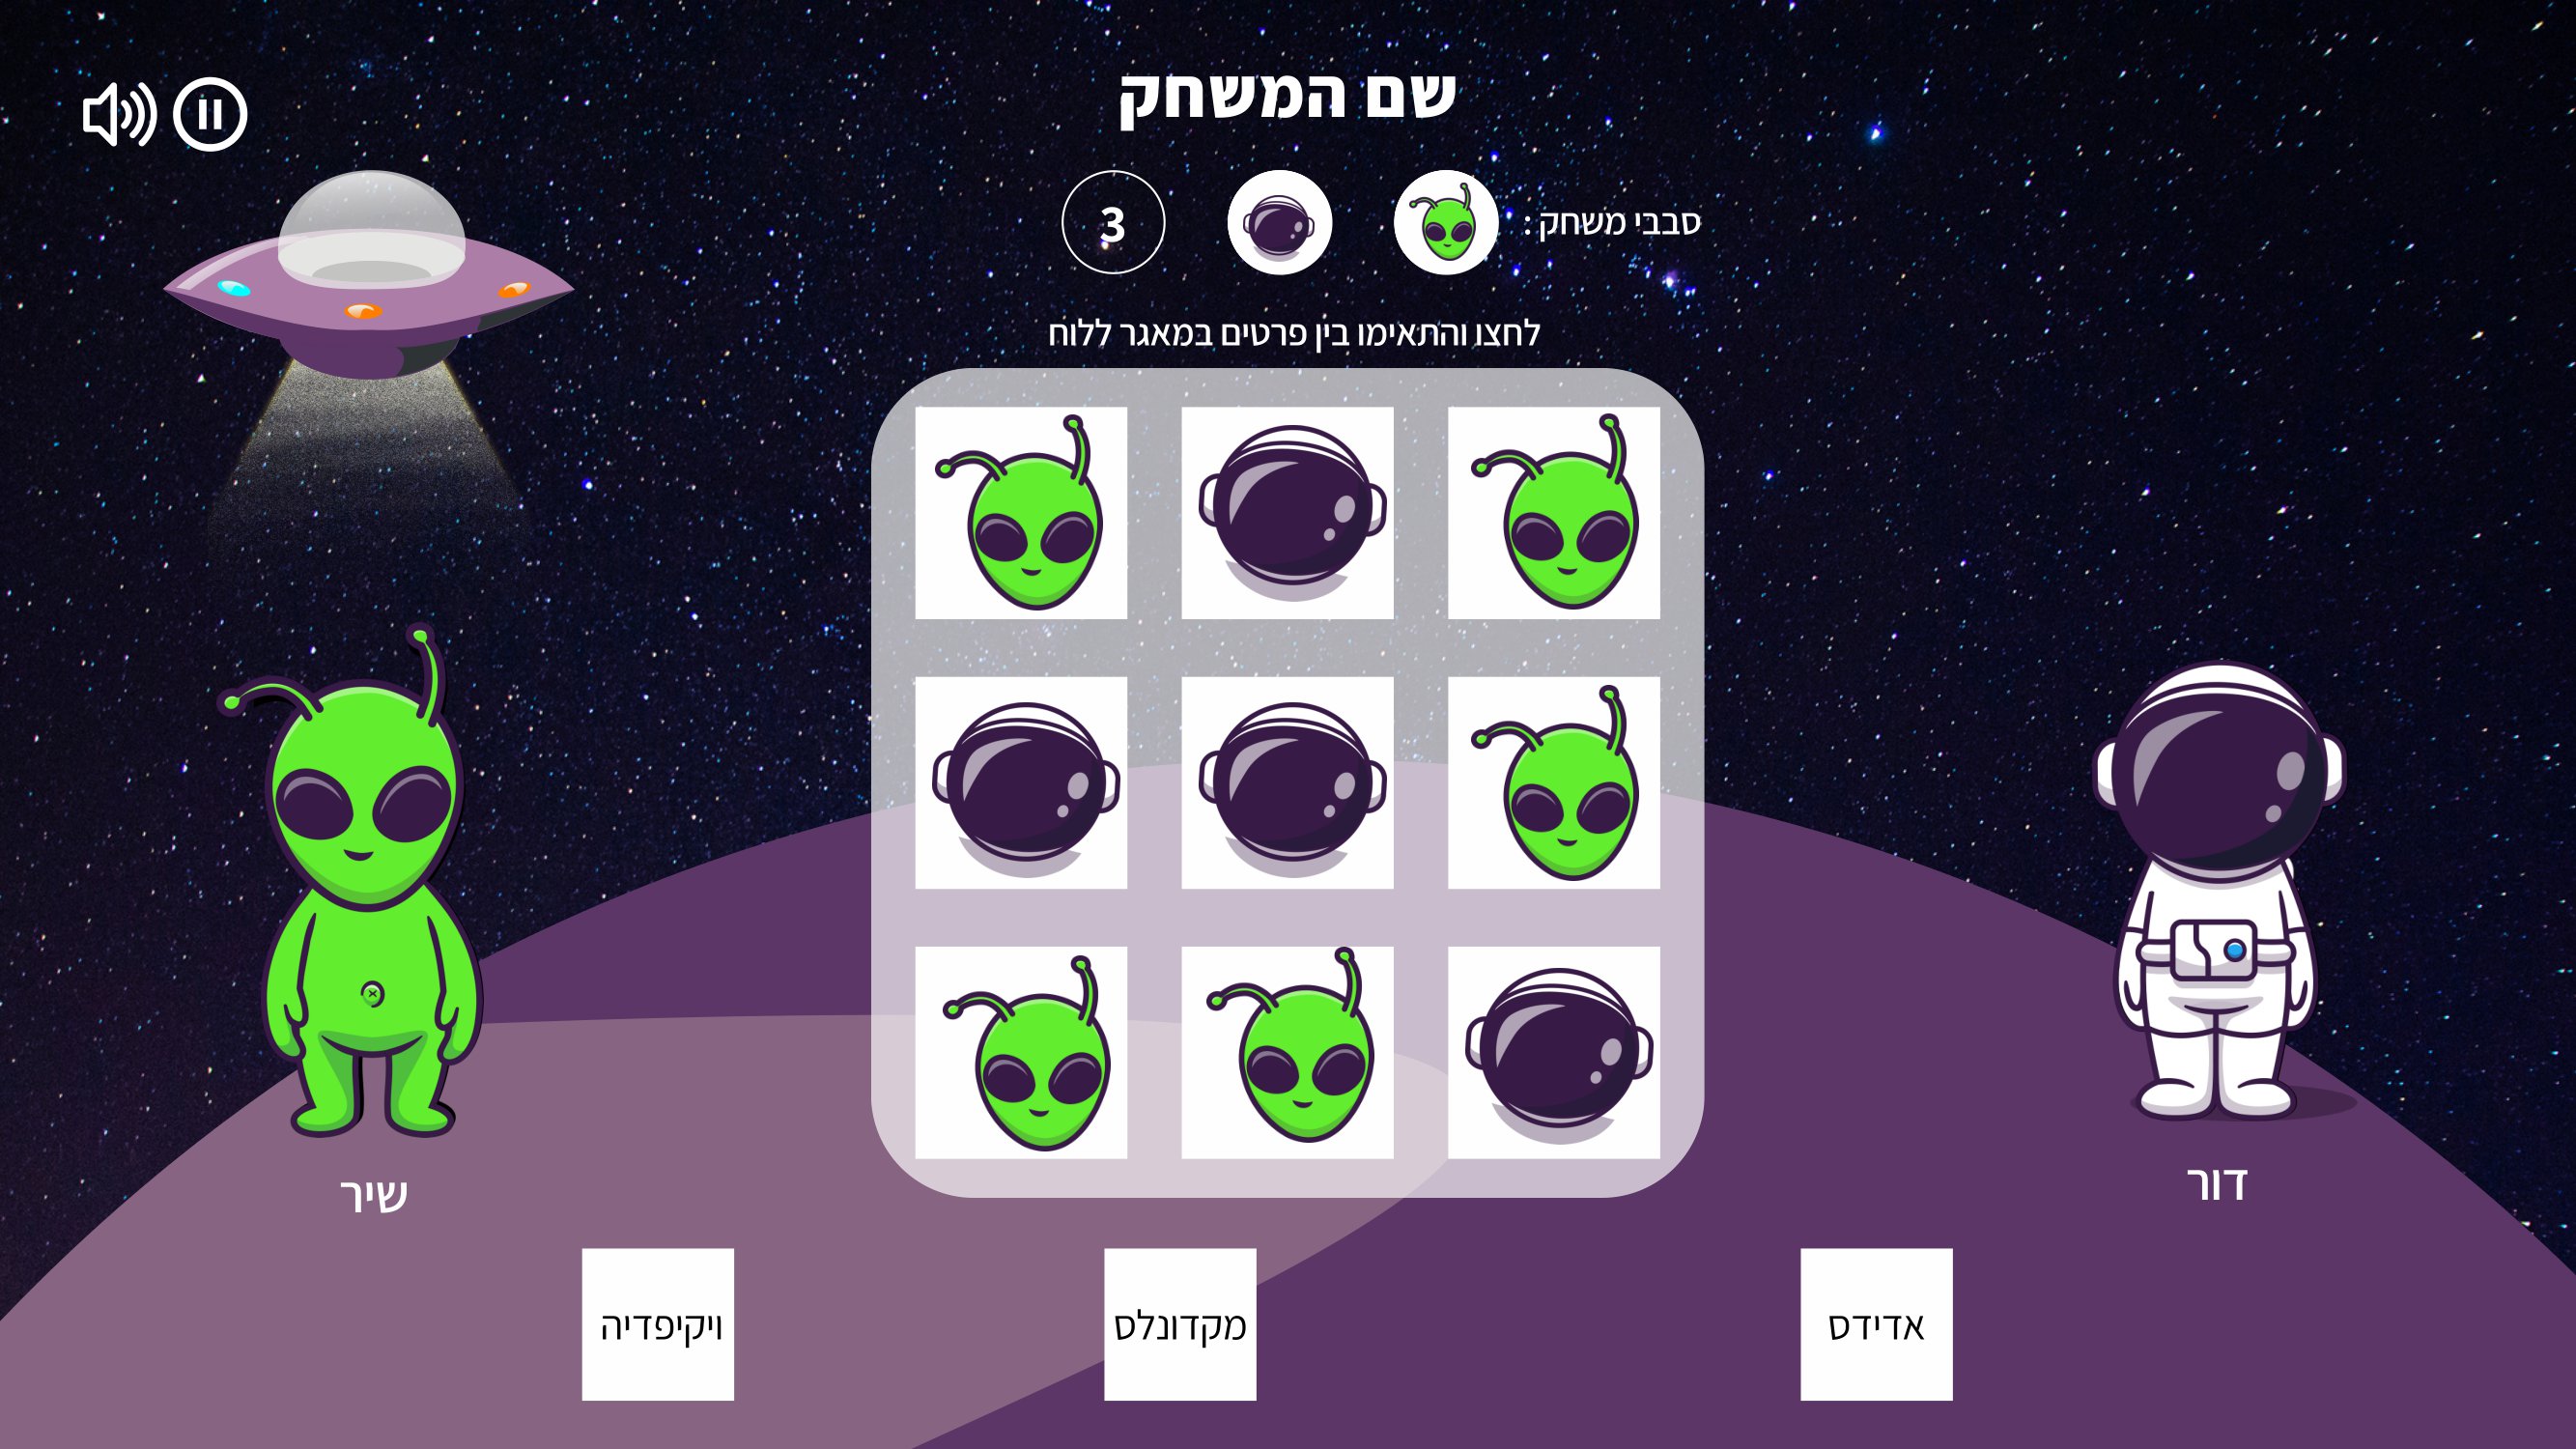 שם המשחק
סבבי משחק :
3
לחצו והתאימו בין פרטים במאגר ללוח
דור
שיר
אדידס
מקדונלס
ויקיפדיה